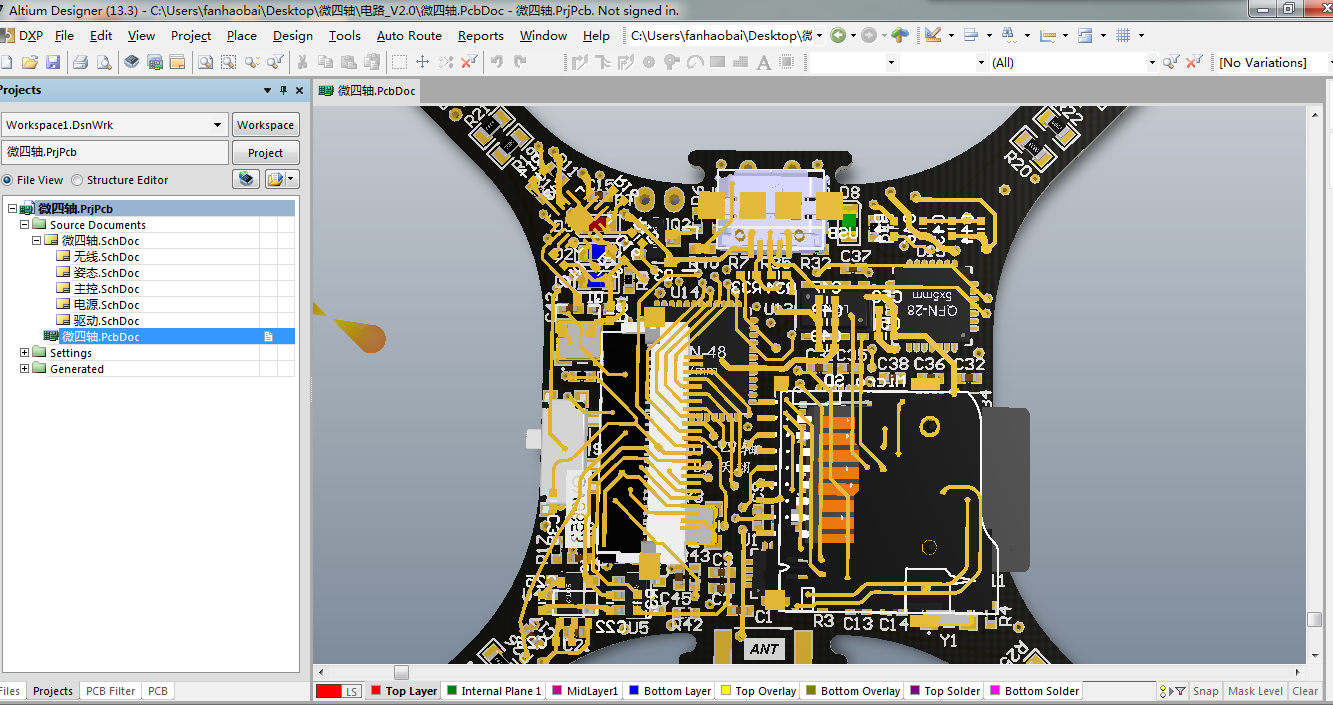 Altium Designer (13.3) - C:\Users\fanhaobai\Desktop\微四轴\电路_V2.0\微四轴.PcbDoc - 微四轴.PrjPcb. Not signed in.
DXP File Edit View Project Place Design Tools Auto Route Reports Window Help C:\Users\fanhaobai\Desktop\微
(All) [No Variations]
Projects
微四轴.PcbDoc
Workspace1.DsnWrk Workspace
微四轴.PrjPcb Project
File View Structure Editor
微四轴.PrjPcb
Source Documents
微四轴.SchDoc
无线.SchDoc
姿态.SchDoc
主控.SchDoc
电源.SchDoc
驱动.SchDoc
微四轴.PcbDoc
Settings
Generated
R21
R22
R20
D8
USB
R7
R32
C37
U14
QFN-28
5x5mm
N-48
C38 C36 C32
Micro SD
R12
U1
C45
C1
R42
U5
R3 C13 C14
R4
Y1
L1
ANT
Files Projects PCB Filter PCB
LS Top Layer Internal Plane 1 MidLayer1 Bottom Layer Top Overlay Bottom Overlay Top Solder Bottom Solder Snap Mask Level Clear